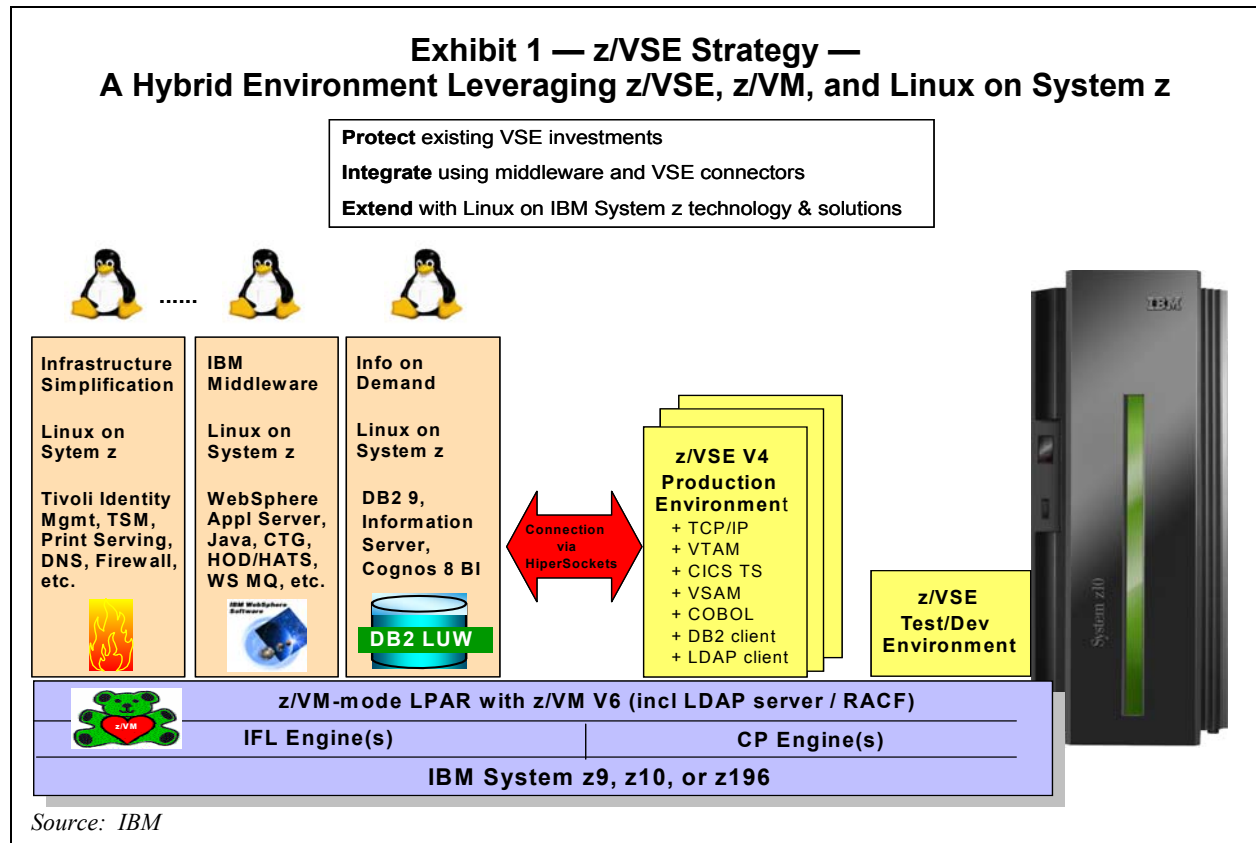 Exhibit 1 — z/VSE Strategy —
A Hybrid Environment Leveraging z/VSE, z/VM, and Linux on System z
Protect existing VSE investments
Integrate using middleware and VSE connectors
Extend with Linux on IBM System z technology & solutions
......
Infrastructure
Simplification
Linux on
Sytem z
Tivoli Identity
Mgmt, TSM,
Print Serving,
DNS, Firewall,
etc.
IBM
Middleware
Linux on
System z
WebSphere
Appl Server,
Java, CTG,
HOD/HATS,
WS MQ, etc.
IBM WebSphere
Software
Info on
Demand
Linux on
System z
DB2 9,
Information
Server,
Cognos 8 BI
DB2 LUW
Connection
via
HiperSockets
z/VSE V4
Production
Environment
+ TCP/IP
+ VTAM
+ CICS TS
+ VSAM
+ COBOL
+ DB2 client
+ LDAP client
z/VSE
Test/Dev
Environment
IBM
System z10
z/VM
z/VM-mode LPAR with z/VM V6 (incl LDAP server / RACF)
IFL Engine(s)
CP Engine(s)
IBM System z9, z10, or z196
Source: IBM